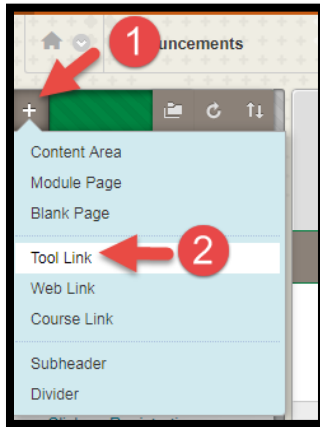 1
uncements
+
Content Area
Module Page
Blank Page
Tool Link
2
Web Link
Course Link
Subheader
Divider